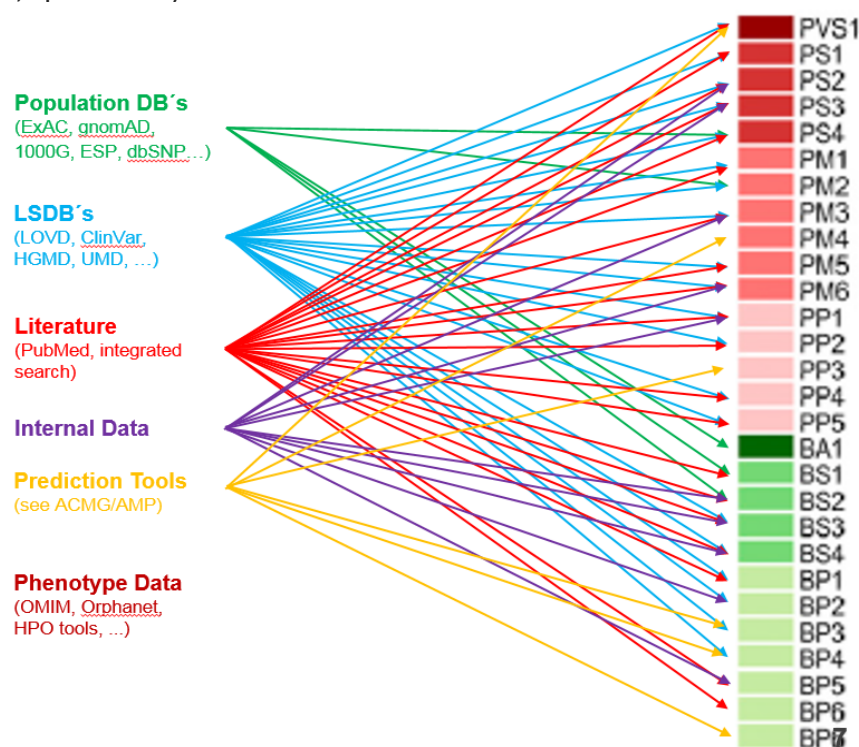 Population DB´s
(ExAC, gnomAD,
1000G, ESP, dbSNP...)
LSDB´s
(LOVD, ClinVar,
HGMD, UMD, ...)
Literature
(PubMed, integrated
search)
Internal Data
Prediction Tools
(see ACMG/AMP)
Phenotype Data
(OMIM, Orphanet,
HPO tools, ...)
PVS1
PS1
PS2
PS3
PS4
PM1
PM2
PM3
PM4
PM5
PM6
PP1
PP2
PP3
PP4
PP5
BA1
BS1
BS2
BS3
BS4
BP1
BP2
BP3
BP4
BP5
BP6